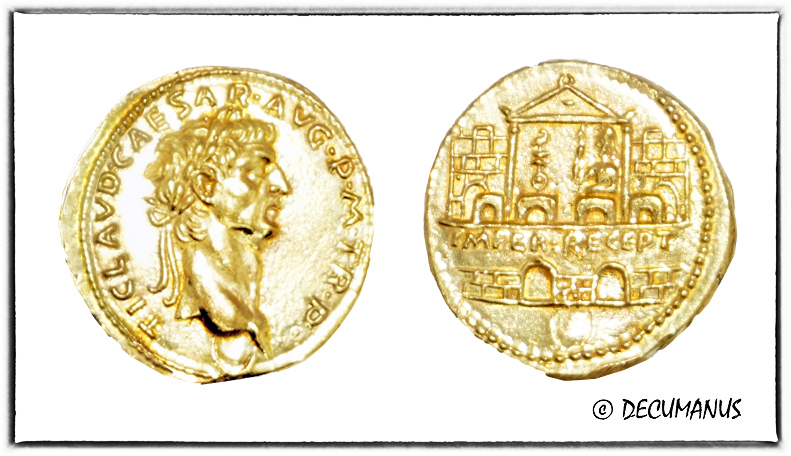 TI CLAVD CAESAR·AVG·P·M·TR·P·
IMPER·RECEPT
© DECUMANUS